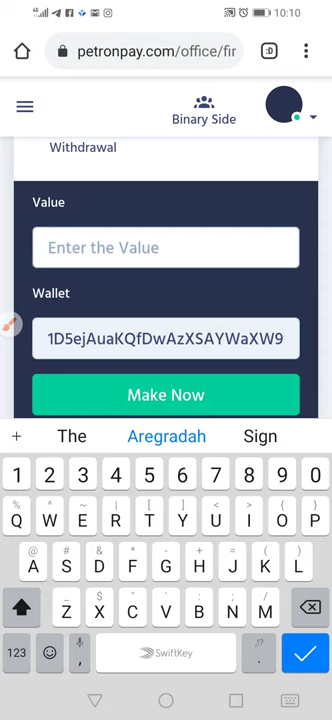 10:10
petronpay.com/office/fir
:D
Binary Side
Withdrawal
Value
Enter the Value
Wallet
1D5ejAuaKQfDwAzXSAYWaXW9
Make Now
+ The Aregradah Sign
1 2 3 4 5 6 7 8 9 0
% ^ ~ | [ ] < > { }
Q W E R T Y U I O P
@ # & * - + = ( )
A S D F G H J K L
_ $ " ' : ; /
Z X C V B N M
123 , SwiftKey ,!? .